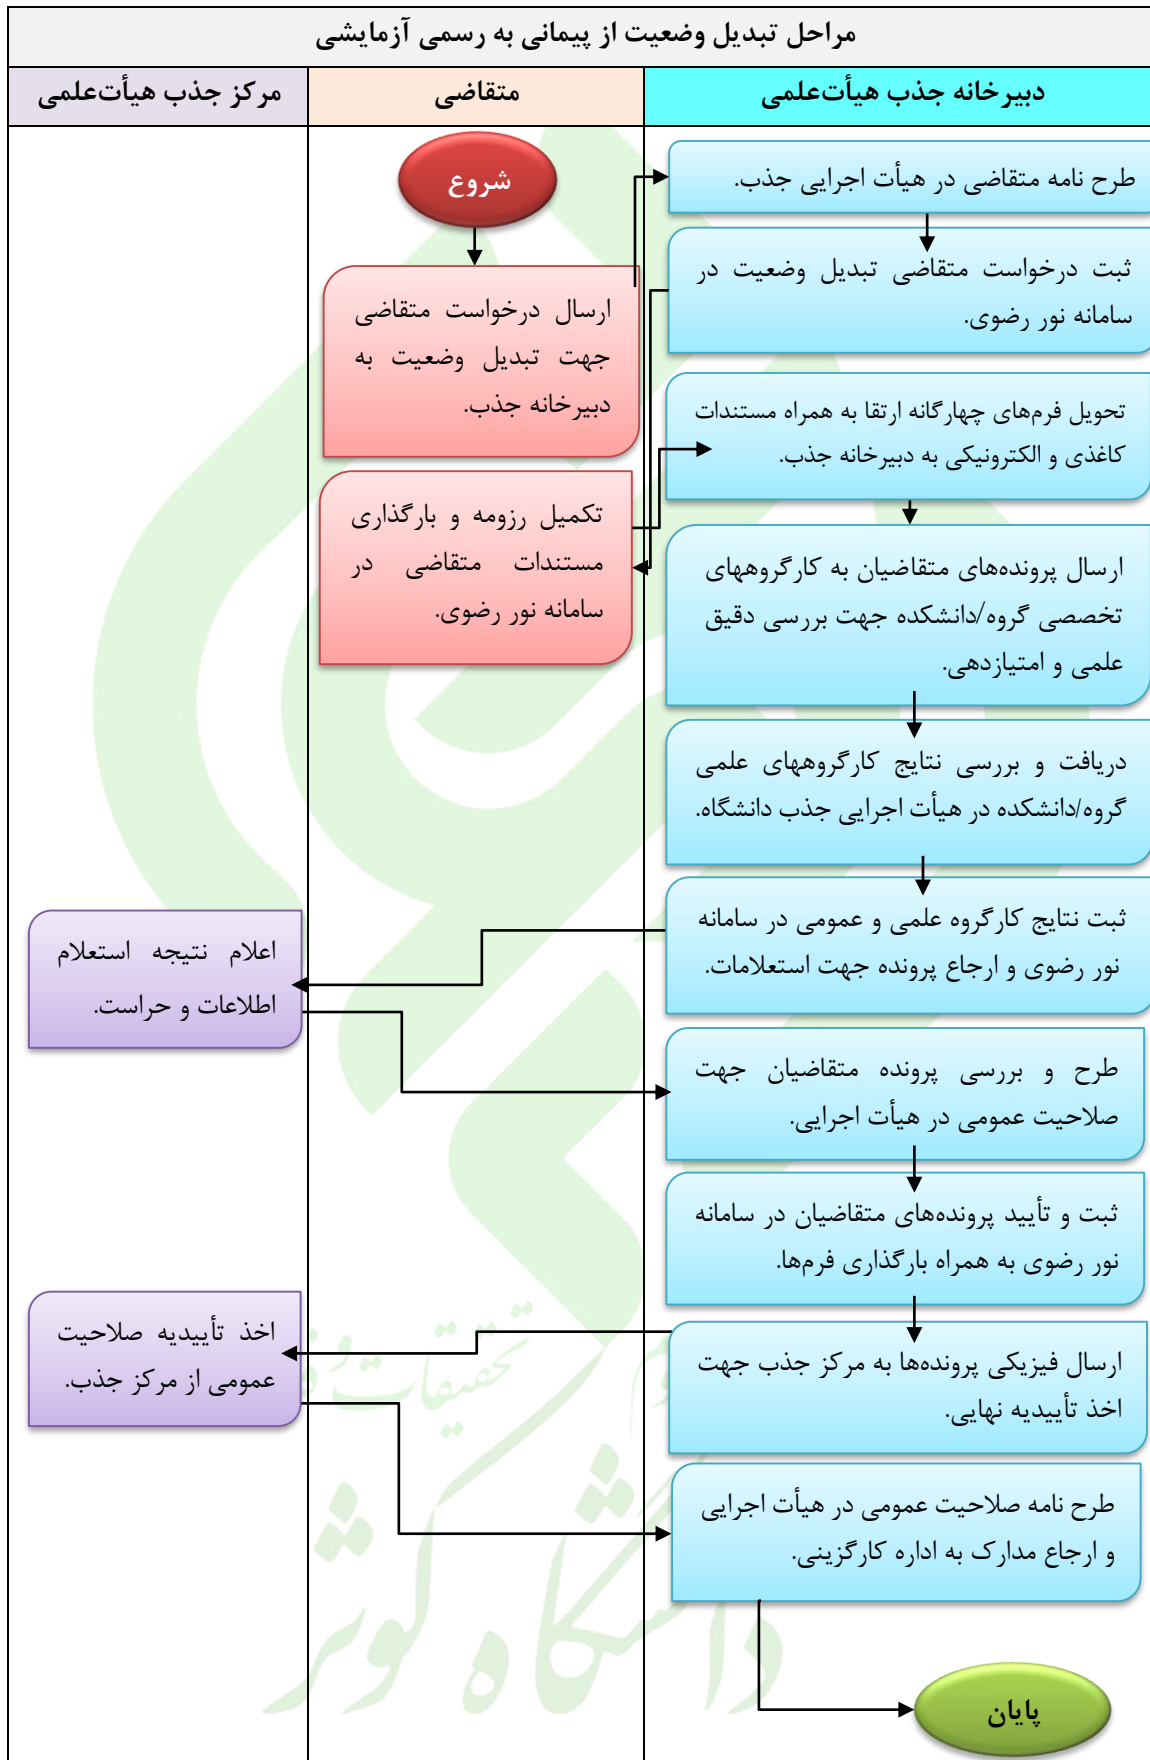 مراحل تبدیل وضعیت از پیمانی به رسمی آزمایشی
دبیرخانه جذب هیأت‌علمی
متقاضی
مرکز جذب هیأت‌علمی
شروع
ارسال درخواست متقاضی
جهت تبدیل وضعیت به
دبیرخانه جذب.
طرح نامه متقاضی در هیأت اجرایی جذب.
ثبت درخواست متقاضی تبدیل وضعیت در
سامانه نور رضوی.
تکمیل رزومه و بارگذاری
مستندات متقاضی در
سامانه نور رضوی.
تحویل فرم‌های چهارگانه ارتقا به همراه مستندات
کاغذی و الکترونیکی به دبیرخانه جذب.
ارسال پرونده‌های متقاضیان به کارگروههای
تخصصی گروه/دانشکده جهت بررسی دقیق
علمی و امتیازدهی.
دریافت و بررسی نتایج کارگروههای علمی
گروه/دانشکده در هیأت اجرایی جذب دانشگاه.
ثبت نتایج کارگروه علمی و عمومی در سامانه
نور رضوی و ارجاع پرونده جهت استعلامات.
اعلام نتیجه استعلام
اطلاعات و حراست.
طرح و بررسی پرونده متقاضیان جهت
صلاحیت عمومی در هیأت اجرایی.
ثبت و تأیید پرونده‌های متقاضیان در سامانه
نور رضوی به همراه بارگذاری فرم‌ها.
ارسال فیزیکی پرونده‌ها به مرکز جذب جهت
اخذ تأییدیه نهایی.
اخذ تأییدیه صلاحیت
عمومی از مرکز جذب.
طرح نامه صلاحیت عمومی در هیأت اجرایی
و ارجاع مدارک به اداره کارگزینی.
پایان
تحقیقات و
دانشگاه کوثر